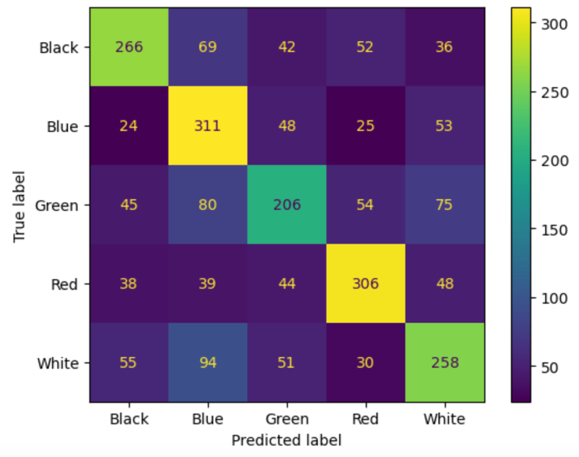 Black 266 69 42 52 36
Blue 24 311 48 25 53
Green 45 80 206 54 75
Red 38 39 44 306 48
White 55 94 51 30 258
Black Blue Green Red White
Predicted label
True label
300
250
200
150
100
50